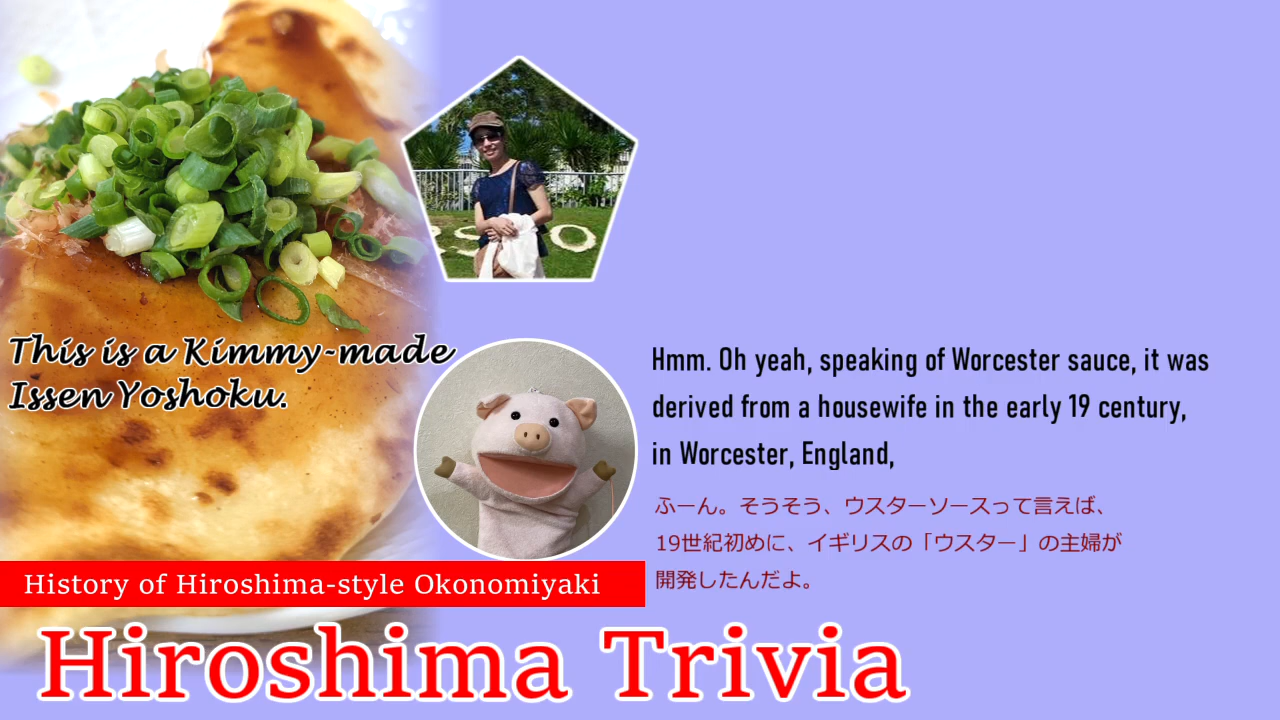 This is a Kimmy-made
Issen Yoshoku.
Hmm. Oh yeah, speaking of Worcester sauce, it was
derived from a housewife in the early 19 century,
in Worcester, England,
ふーん。そうそう、ウスターソースって言えば、
19世紀初めに、イギリスの「ウスター」の主婦が
開発したんだよ。
History of Hiroshima-style Okonomiyaki
Hiroshima Trivia